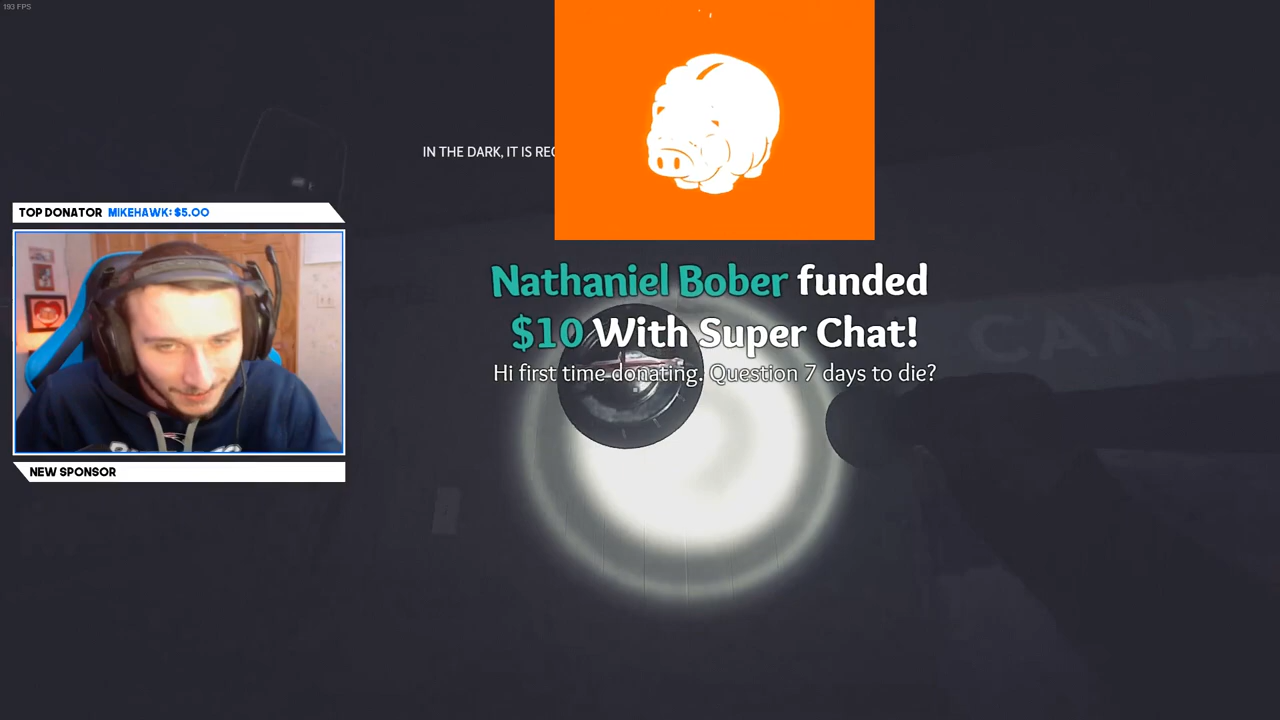 193 FPS
IN THE DARK, IT IS
TOP DONATOR MIKEHAWK: $5.00
Nathaniel Bober funded
$10 With Super Chat!
Hi first time donating. Question 7 days to die?
CANA
NEW SPONSOR